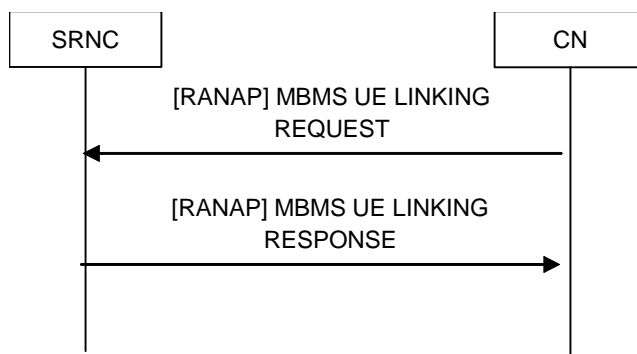 SRNC
CN
[RANAP] MBMS UE LINKING
REQUEST
[RANAP] MBMS UE LINKING
RESPONSE